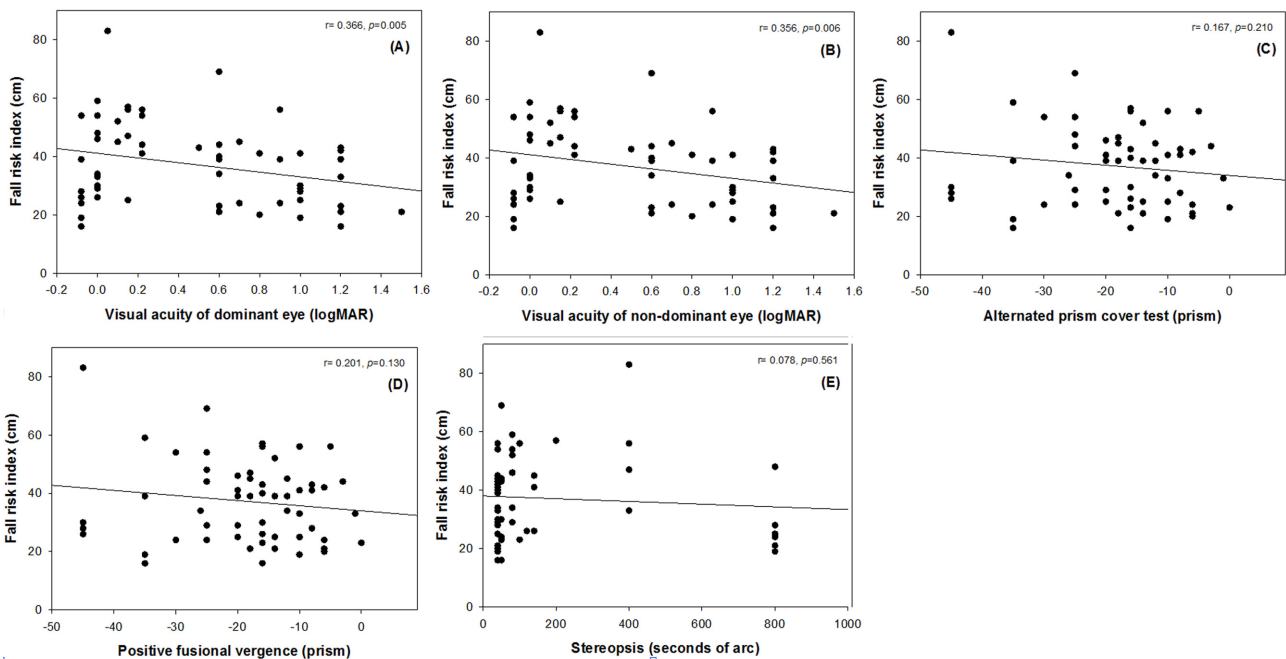 r= 0.366, p=0.005
(A)
Fall risk index (cm)
80
60
40
20
0
-0.2 0.0 0.2 0.4 0.6 0.8 1.0 1.2 1.4 1.6
Visual acuity of dominant eye (logMAR)
r= 0.356, p=0.006
(B)
Fall risk index (cm)
80
60
40
20
0
-0.2 0.0 0.2 0.4 0.6 0.8 1.0 1.2 1.4 1.6
Visual acuity of non-dominant eye (logMAR)
r= 0.167, p=0.210
(C)
Fall risk index (cm)
80
60
40
20
0
-50 -40 -30 -20 -10 0
Alternated prism cover test (prism)
r= 0.201, p=0.130
(D)
Fall risk index (cm)
80
60
40
20
0
-50 -40 -30 -20 -10 0
Positive fusional vergence (prism)
r= 0.078, p=0.561
(E)
Fall risk index (cm)
80
60
40
20
0
0 200 400 600 800 1000
Stereopsis (seconds of arc)